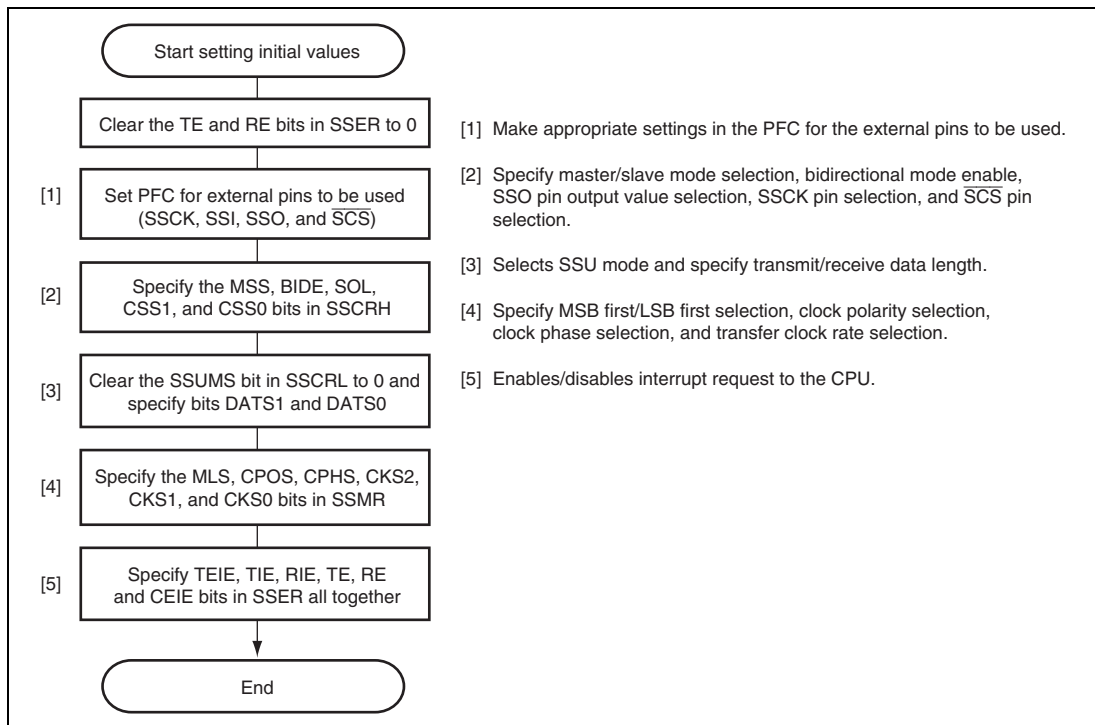 Start setting initial values
Clear the TE and RE bits in SSER to 0
[1]
Set PFC for external pins to be used
(SSCK, SSI, SSO, and S̅C̅S̅)
[2]
Specify the MSS, BIDE, SOL,
CSS1, and CSS0 bits in SSCRH
[3]
Clear the SSUMS bit in SSCRL to 0 and
specify bits DATS1 and DATS0
[4]
Specify the MLS, CPOS, CPHS, CKS2,
CKS1, and CKS0 bits in SSMR
[5]
Specify TEIE, TIE, RIE, TE, RE
and CEIE bits in SSER all together
End
[1] Make appropriate settings in the PFC for the external pins to be used.
[2] Specify master/slave mode selection, bidirectional mode enable,
SSO pin output value selection, SSCK pin selection, and S̅C̅S̅ pin
selection.
[3] Selects SSU mode and specify transmit/receive data length.
[4] Specify MSB first/LSB first selection, clock polarity selection,
clock phase selection, and transfer clock rate selection.
[5] Enables/disables interrupt request to the CPU.